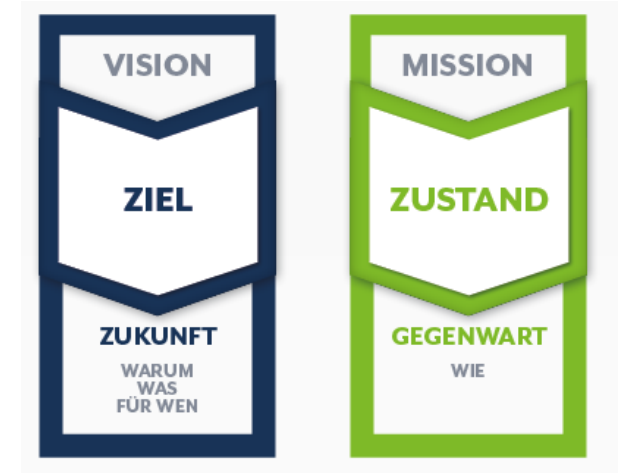 VISION
ZIEL
ZUKUNFT
WARUM
WAS
FÜR WEN
MISSION
ZUSTAND
GEGENWART
WIE